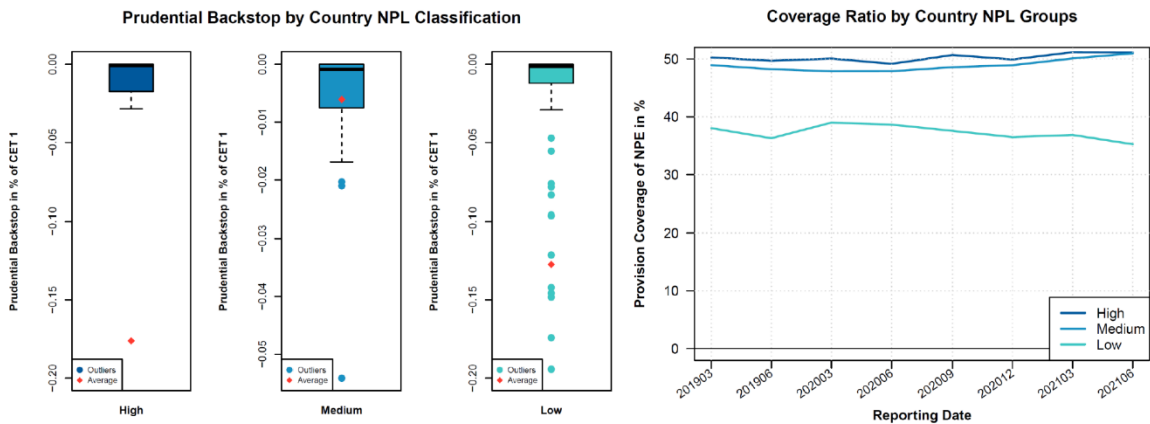 Prudential Backstop by Country NPL Classification
Prudential Backstop in % of CET 1
0.00
−0.05
−0.10
−0.15
−0.20
Outliers
Average
High
Prudential Backstop in % of CET 1
0.00
−0.01
−0.02
−0.03
−0.04
−0.05
Outliers
Average
Medium
Prudential Backstop in % of CET 1
0.00
−0.05
−0.10
−0.15
−0.20
Outliers
Average
Low
Coverage Ratio by Country NPL Groups
Provision Coverage of NPE in %
50
40
30
20
10
0
High
Medium
Low
201903
201906
202003
202006
202009
202012
202103
202106
Reporting Date